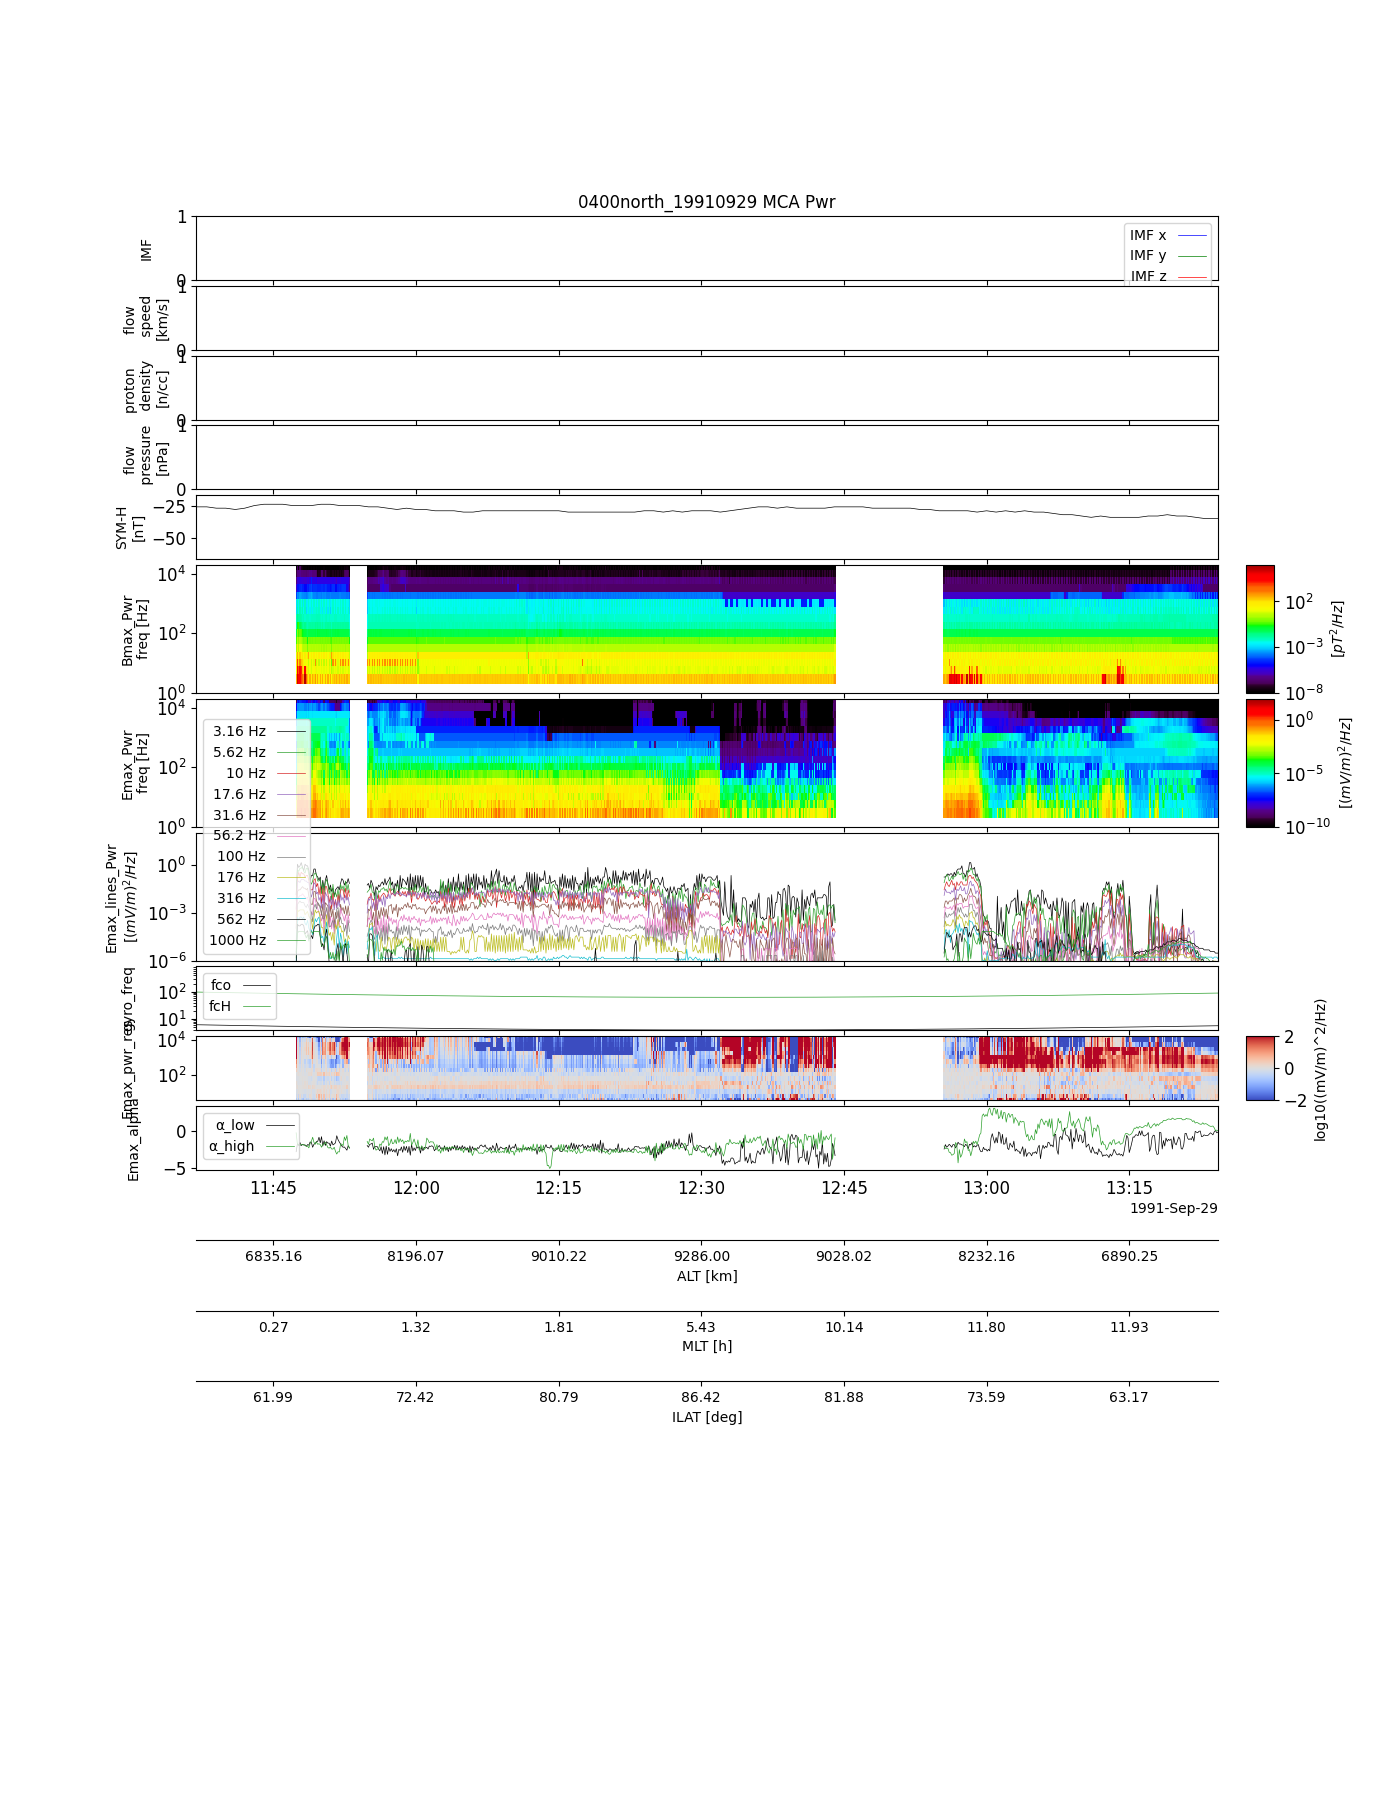 0400north_19910929 MCA Pwr
1
0
IMF
IMF x
IMF y
IMF z
1
0
flow
speed
[km/s]
1
0
proton
density
[n/cc]
1
0
flow
pressure
[nPa]
−25
−50
SYM-H
[nT]
10^4
10^2
10^0
Bmax_Pwr
freq [Hz]
10^2
10^-3
10^-8
[pT^2/Hz]
10^4
10^2
10^0
Emax_Pwr
freq [Hz]
10^0
10^-5
10^-10
[(mV/m)^2/Hz]
3.16 Hz
5.62 Hz
10 Hz
17.6 Hz
31.6 Hz
56.2 Hz
100 Hz
176 Hz
316 Hz
562 Hz
1000 Hz
10^0
10^-3
10^-6
Emax_lines_Pwr
[(mV/m)^2/Hz]
10^2
10^1
gyro_freq
fco
fcH
10^4
10^2
Emax_pwr_reg
2
0
−2
log10((mV/m)^2/Hz)
0
−5
Emax_alpha
α_low
α_high
11:45 12:00 12:15 12:30 12:45 13:00 13:15
1991-Sep-29
6835.16 8196.07 9010.22 9286.00 9028.02 8232.16 6890.25
ALT [km]
0.27 1.32 1.81 5.43 10.14 11.80 11.93
MLT [h]
61.99 72.42 80.79 86.42 81.88 73.59 63.17
ILAT [deg]